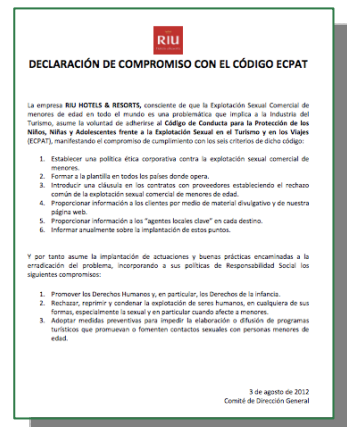 RIU
DECLARACIÓN DE COMPROMISO CON EL CÓDIGO ECPAT
La empresa RIU HOTELS & RESORTS, consciente de que la Explotación Sexual Comercial de
menores de edad en todo el mundo es una problemática que implica a la Industria del
Turismo, asume la voluntad de adherirse al Código de Conducta para la Protección de los
Niños, Niñas y Adolescentes frente a la Explotación Sexual en el Turismo y en los Viajes
(ECPAT), manifestando el compromiso de cumplimiento con los seis criterios de dicho código:
1. Establecer una política ética corporativa contra la explotación sexual comercial de
menores.
2. Formar a la plantilla en todos los países donde opera.
3. Introducir una cláusula en los contratos con proveedores estableciendo el rechazo
común de la explotación sexual comercial de menores de edad.
4. Proporcionar información a los clientes por medio de material divulgativo y de nuestra
página web.
5. Proporcionar información a los "agentes locales clave" en cada destino.
6. Informar anualmente sobre la implantación de estos puntos.
Y por tanto asume la implantación de actuaciones y buenas prácticas encaminadas a la
erradicación del problema, incorporando a sus políticas de Responsabilidad Social los
siguientes compromisos:
1. Promover los Derechos Humanos y, en particular, los Derechos de la infancia.
2. Rechazar, reprimir y condenar la explotación de seres humanos, en cualquiera de sus
formas, especialmente la sexual y en particular cuando afecte a menores.
3. Adoptar medidas preventivas para impedir la elaboración o difusión de programas
turísticos que promuevan o fomenten contactos sexuales con personas menores de
edad.
3 de agosto de 2012
Comité de Dirección General